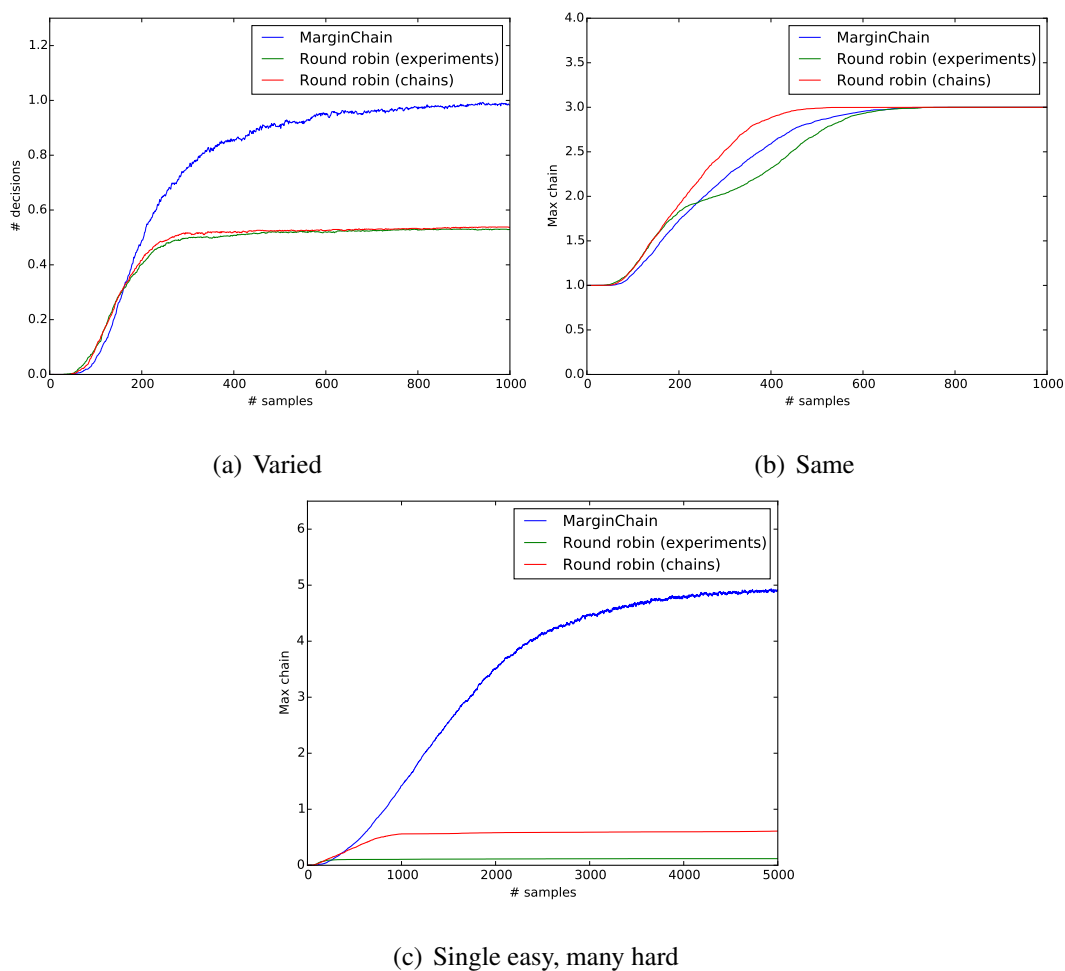 MarginChain
Round robin (experiments)
Round robin (chains)
1.2
1.0
0.8
0.6
0.4
0.2
0.0
# decisions
0 200 400 600 800 1000
# samples
(a) Varied
MarginChain
Round robin (experiments)
Round robin (chains)
4.0
3.5
3.0
2.5
2.0
1.5
1.0
0.5
0.0
Max chain
0 200 400 600 800 1000
# samples
(b) Same
MarginChain
Round robin (experiments)
Round robin (chains)
6
5
4
3
2
1
0
Max chain
0 1000 2000 3000 4000 5000
# samples
(c) Single easy, many hard